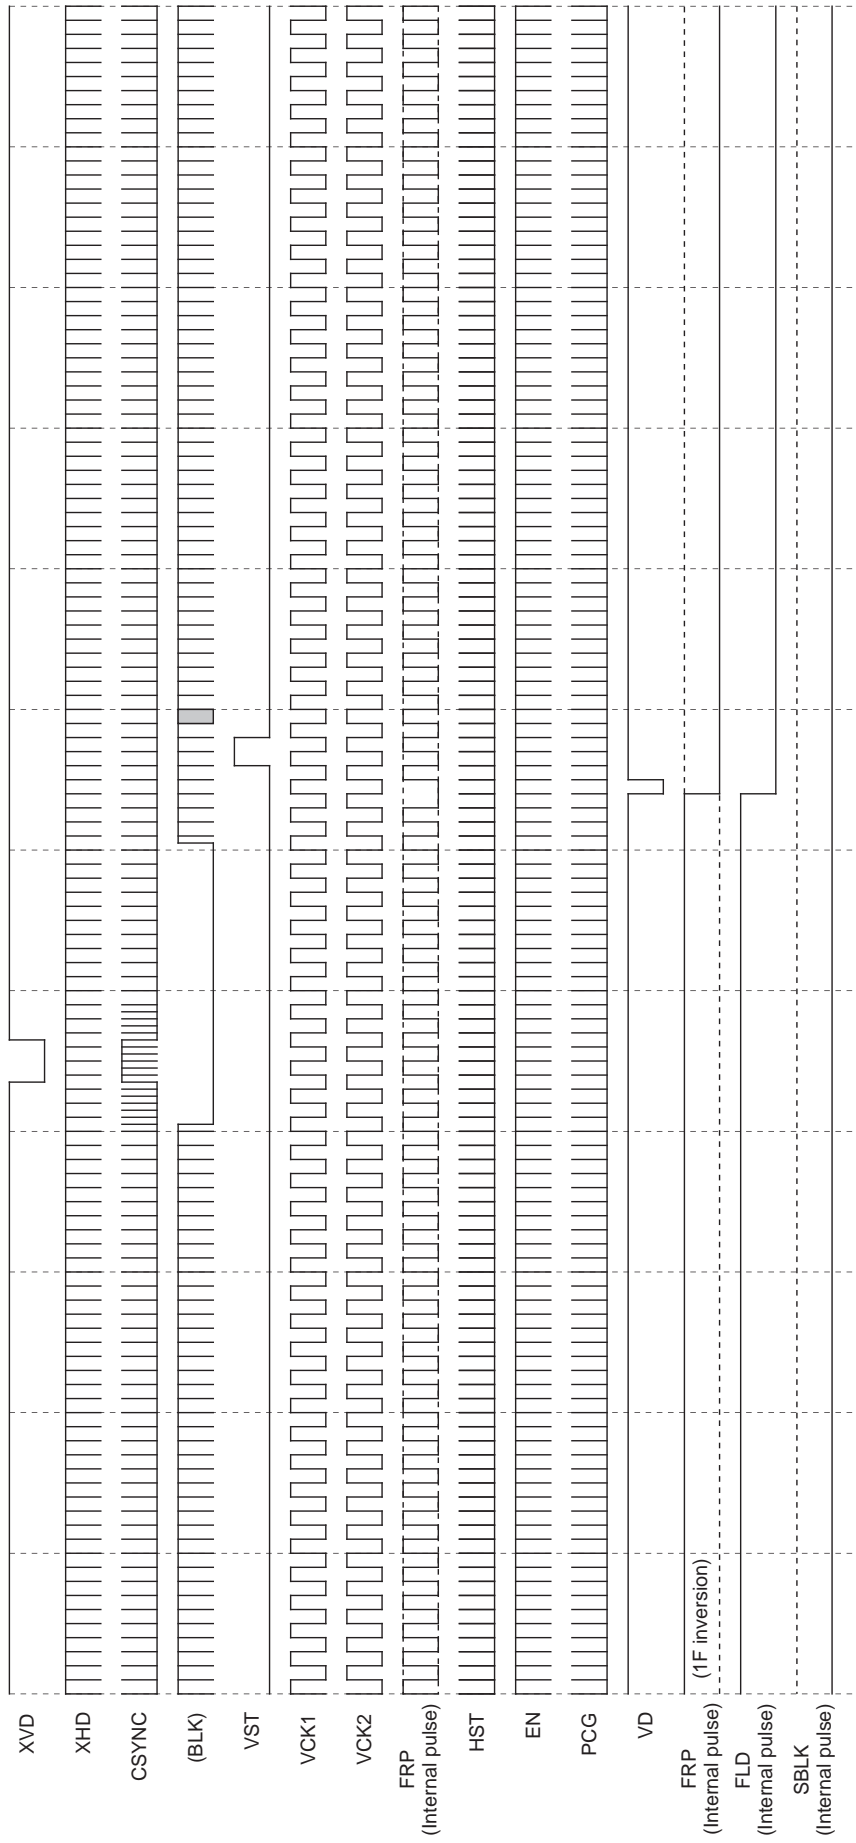 XVD
XHD
CSYNC
(BLK)
VST
VCK1
VCK2
FRP
(Internal pulse)
HST
EN
PCG
VD
FRP
(Internal pulse)
(1F inversion)
FLD
(Internal pulse)
SBLK
(Internal pulse)